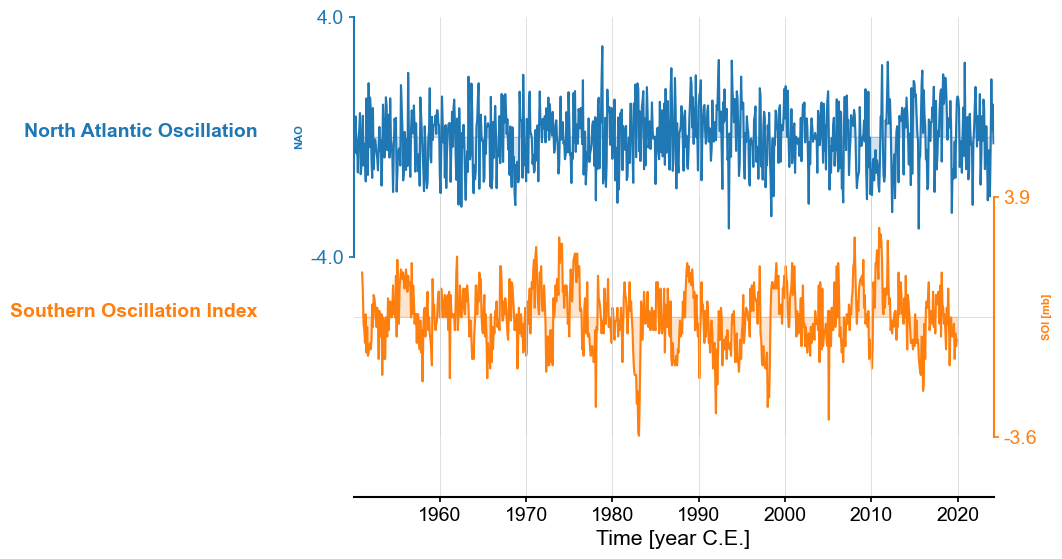 4.0
North Atlantic Oscillation
NAO
-4.0
3.9
Southern Oscillation Index
SOI [mb]
-3.6
1960 1970 1980 1990 2000 2010 2020
Time [year C.E.]